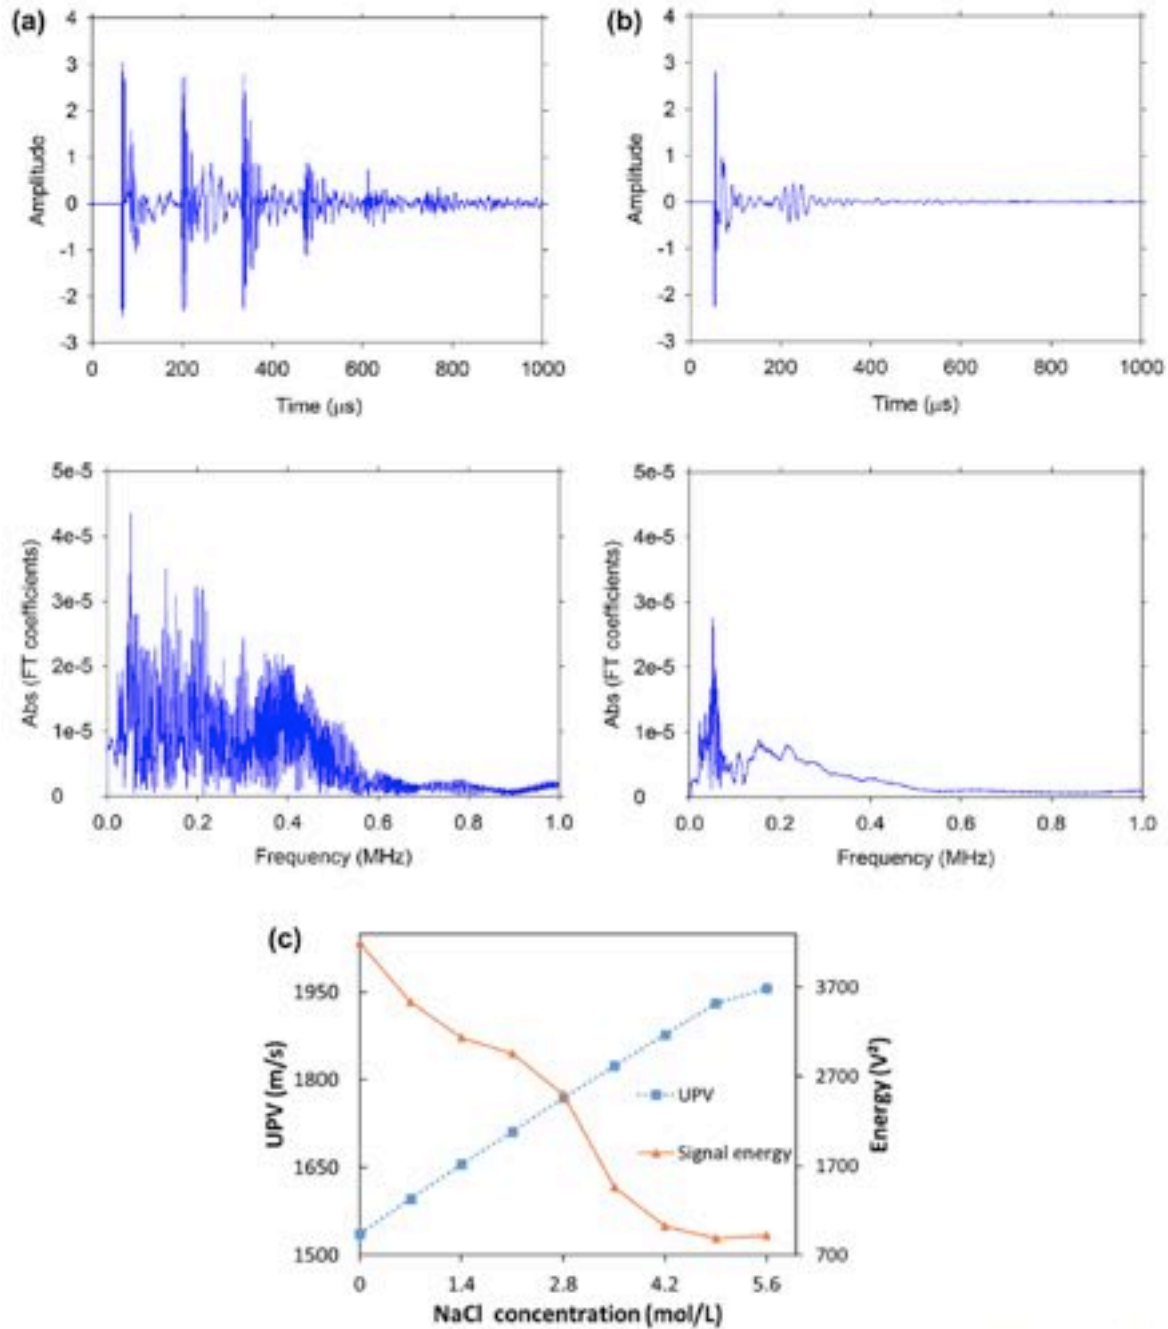 (a)
4
3
2
1
0
-1
-2
-3
Amplitude
0 200 400 600 800 1000
Time (μs)
(b)
4
3
2
1
0
-1
-2
-3
Amplitude
0 200 400 600 800 1000
Time (μs)
5e-5
4e-5
3e-5
2e-5
1e-5
0
Abs (FT coefficients)
0.0 0.2 0.4 0.6 0.8 1.0
Frequency (MHz)
5e-5
4e-5
3e-5
2e-5
1e-5
0
Abs (FT coefficients)
0.0 0.2 0.4 0.6 0.8 1.0
Frequency (MHz)
(c)
1950
1800
1650
1500
UPV (m/s)
3700
2700
1700
700
Energy (V²)
UPV
Signal energy
0 1.4 2.8 4.2 5.6
NaCl concentration (mol/L)